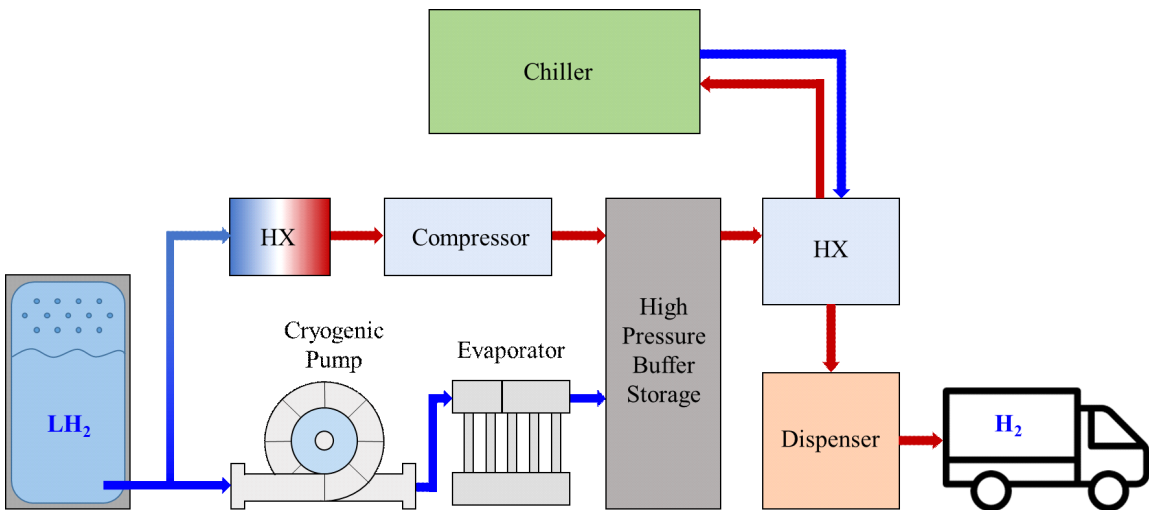 Chiller
HX
Compressor
HX
High
Pressure
Buffer
Storage
Cryogenic
Pump
Evaporator
LH₂
Dispenser
H₂